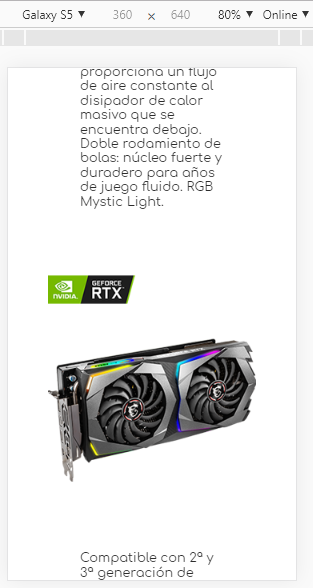 Galaxy S5 ▼ 360 × 640 80% ▼ Online ▼
proporciona un flujo
de aire constante al
disipador de calor
masivo que se
encuentra debajo.
Doble rodamiento de
bolas: núcleo fuerte y
duradero para años
de juego fluido. RGB
Mystic Light.
NVIDIA.
GEFORCE
RTX
Compatible con 2ª y
3ª generación de